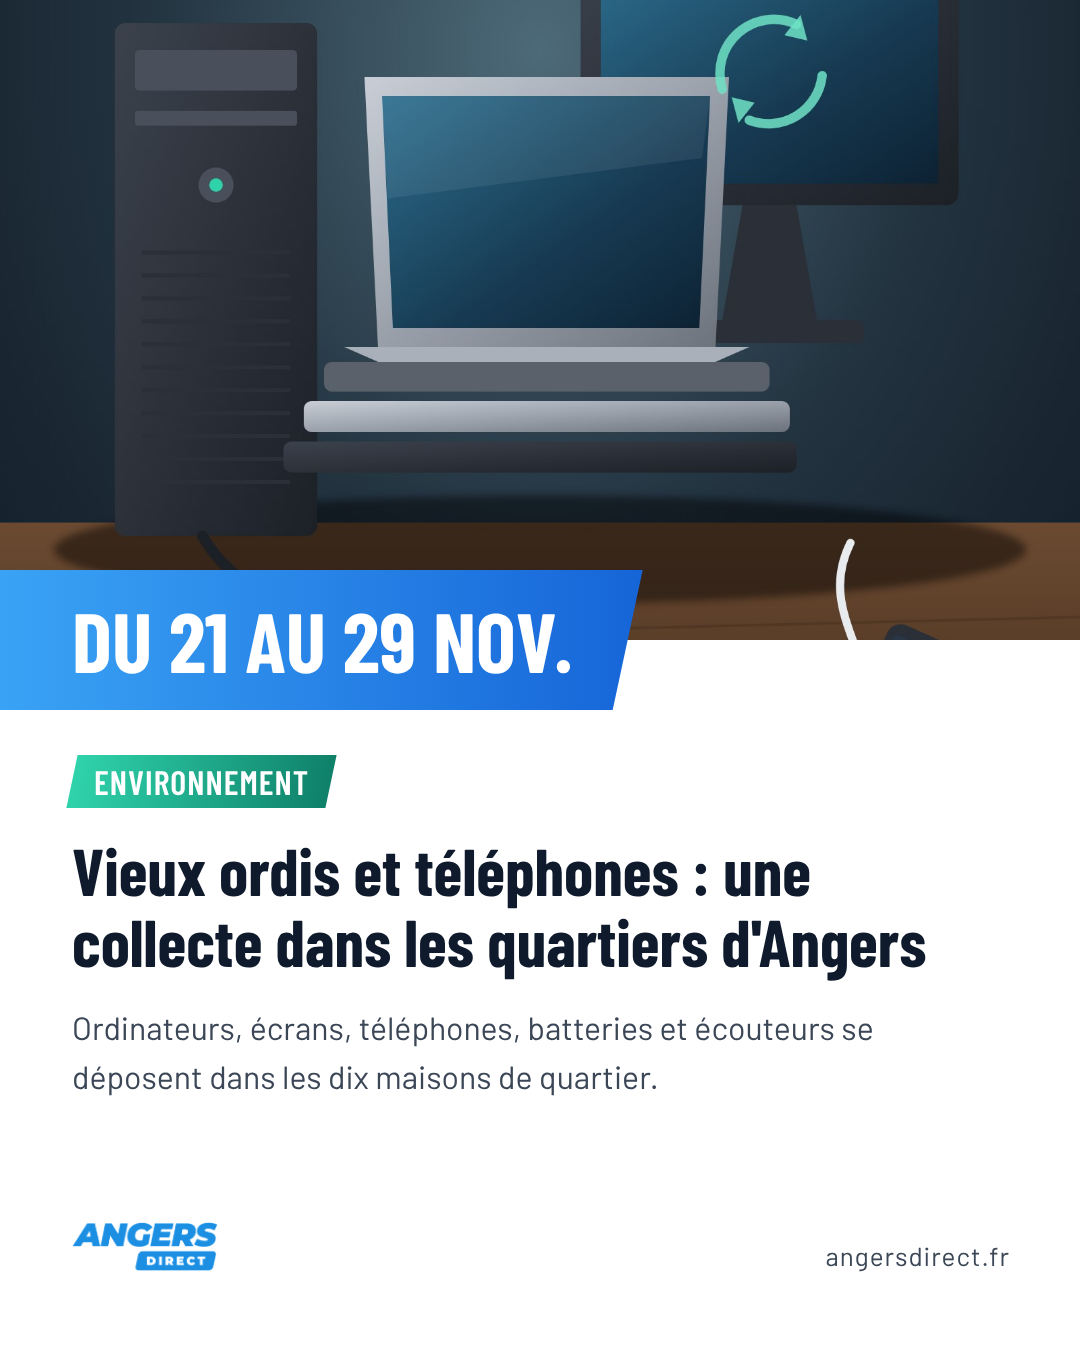 DU 21 AU 29 NOV.
ENVIRONNEMENT
Vieux ordis et téléphones : une
collecte dans les quartiers d'Angers
Ordinateurs, écrans, téléphones, batteries et écouteurs se
déposent dans les dix maisons de quartier.
ANGERS
DIRECT
angersdirect.fr